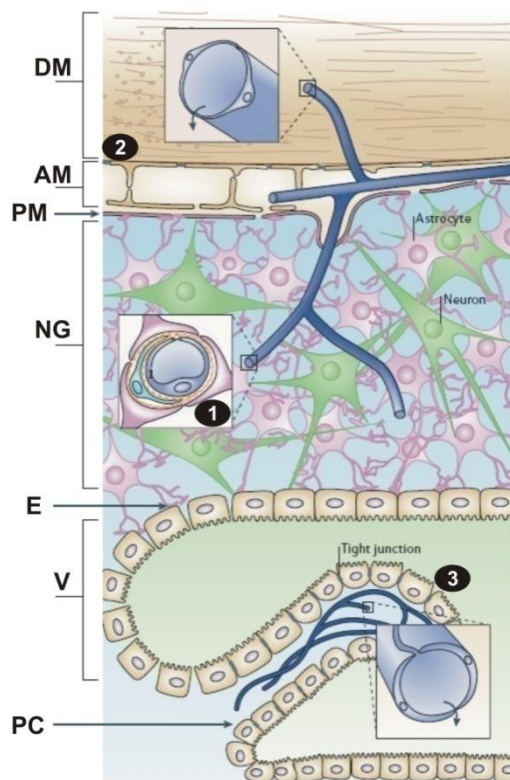 DM
2
AM
PM
Astrocyte
Neuron
NG
1
E
Tight junction
V
3
PC